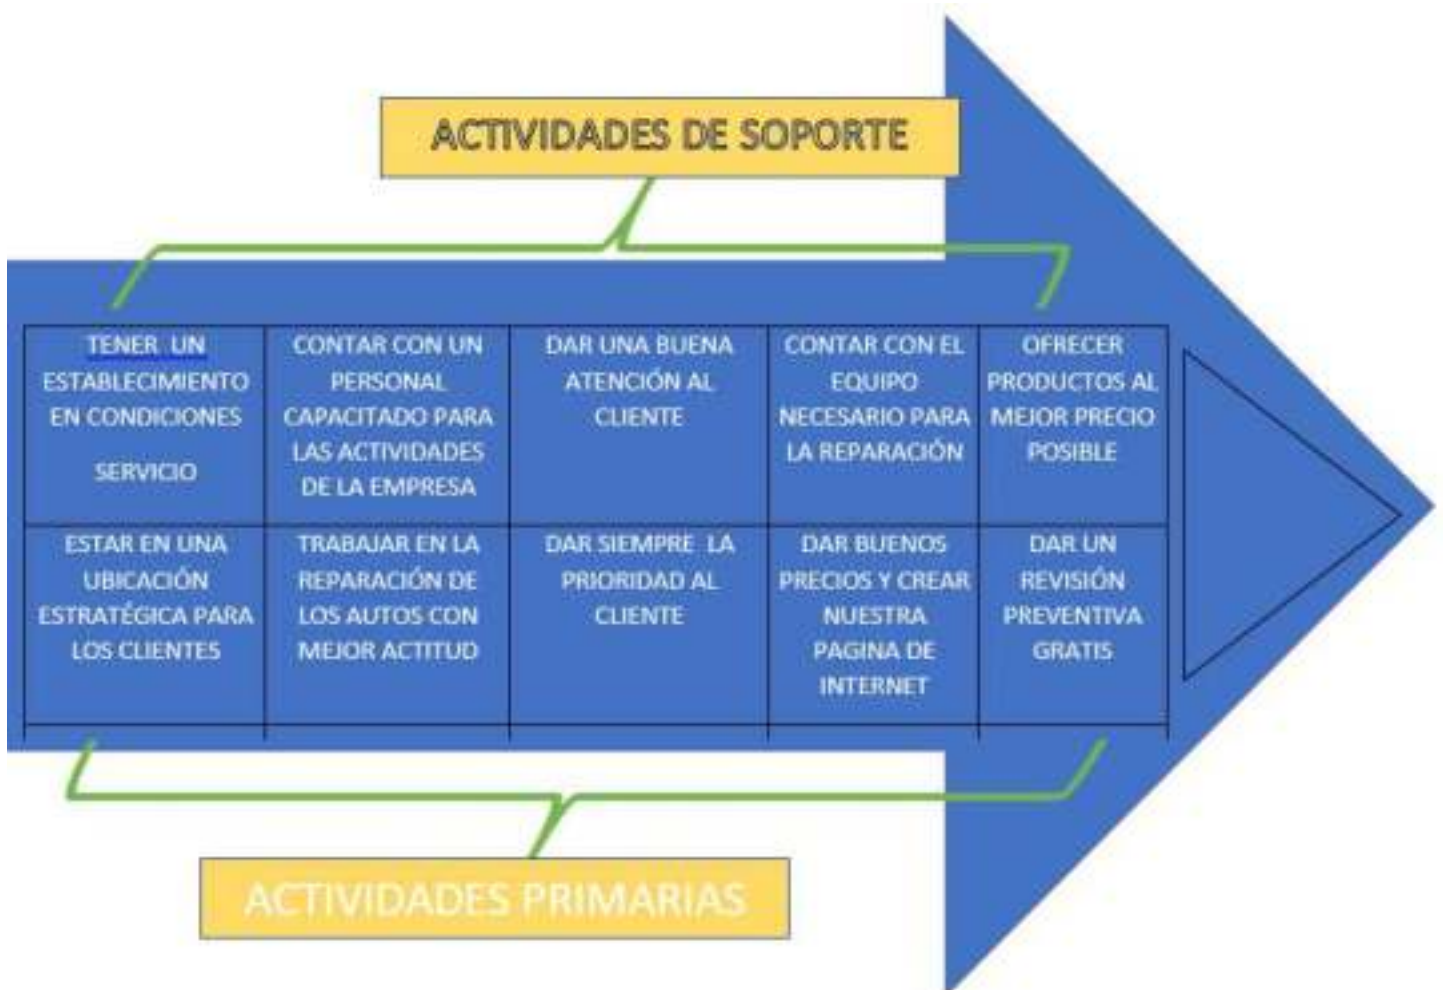 ACTIVIDADES DE SOPORTE
TENER UN
ESTABLECIMIENTO
EN CONDICIONES
SERVICIO
CONTAR CON UN
PERSONAL
CAPACITADO PARA
LAS ACTIVIDADES
DE LA EMPRESA
DAR UNA BUENA
ATENCIÓN AL
CLIENTE
CONTAR CON EL
EQUIPO
NECESARIO PARA
LA REPARACIÓN
OFRECER
PRODUCTOS AL
MEJOR PRECIO
POSIBLE
ESTAR EN UNA
UBICACIÓN
ESTRATÉGICA PARA
LOS CLIENTES
TRABAJAR EN LA
REPARACIÓN DE
LOS AUTOS CON
MEJOR ACTITUD
DAR SIEMPRE LA
PRIORIDAD AL
CLIENTE
DAR BUENOS
PRECIOS Y CREAR
NUESTRA
PAGINA DE
INTERNET
DAR UN
REVISIÓN
PREVENTIVA
GRATIS
ACTIVIDADES PRIMARIAS